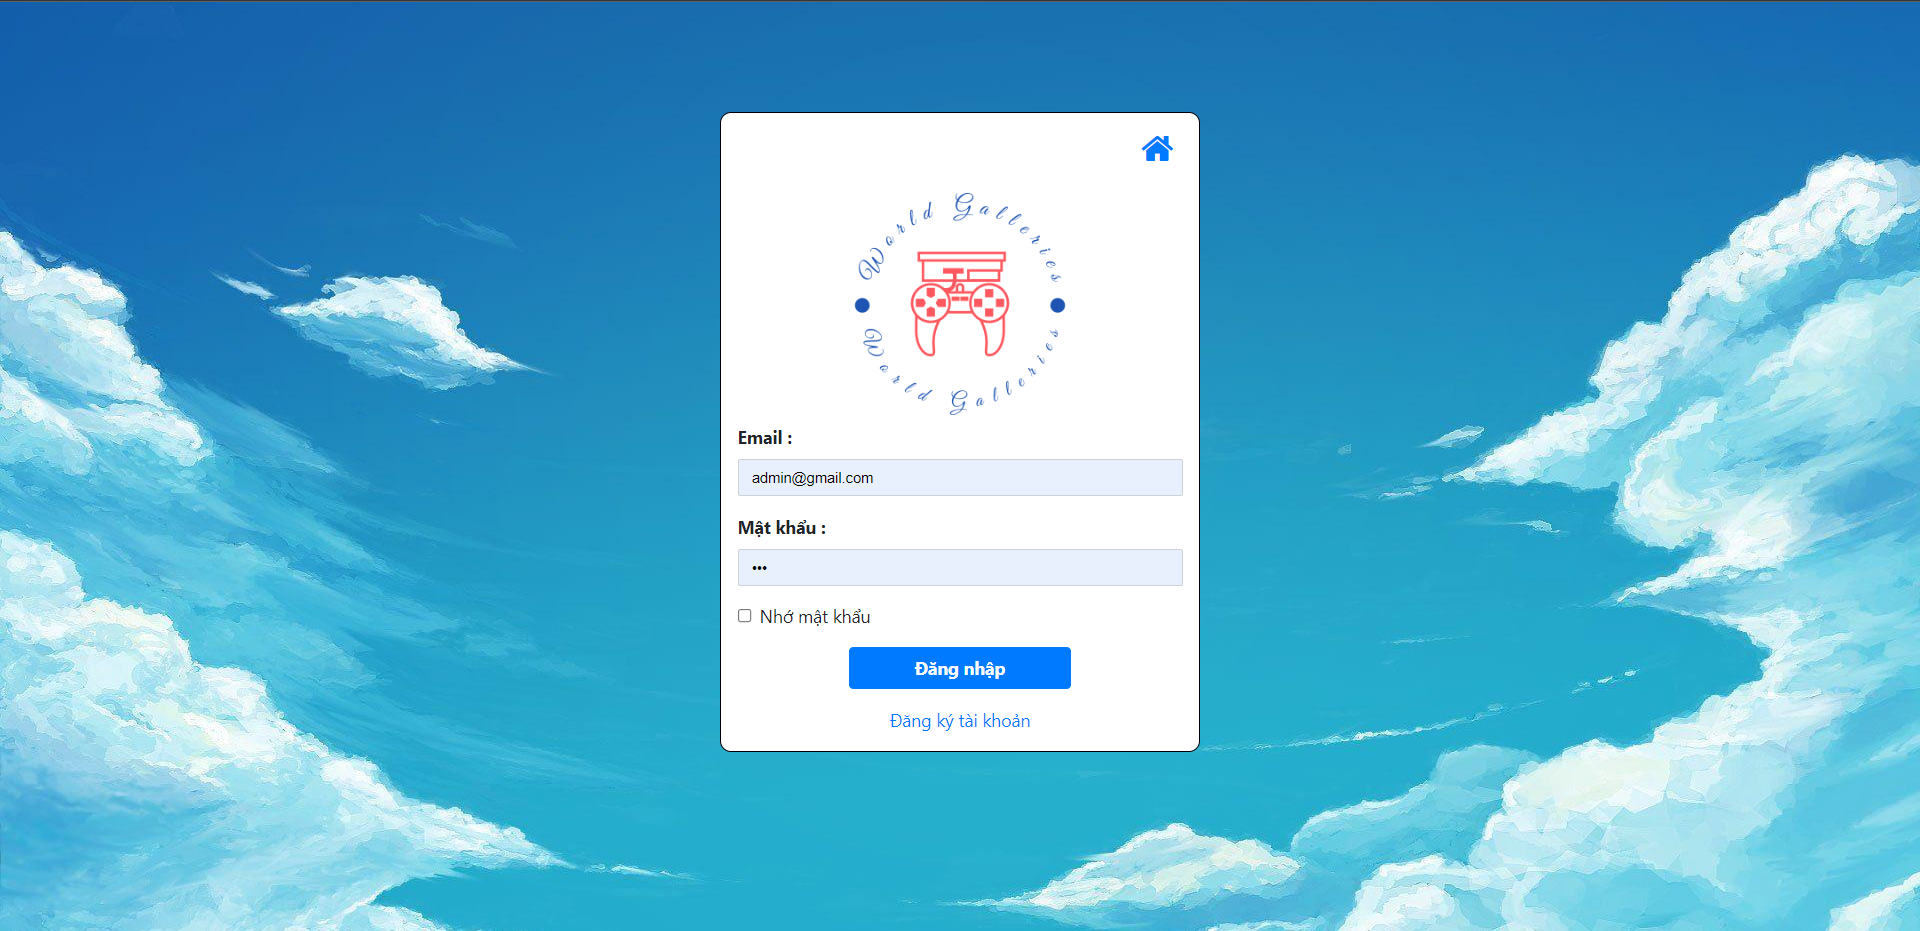 World Galleries
World Galleries
Email :
admin@gmail.com
Mật khẩu :
•••
Nhớ mật khẩu
Đăng nhập
Đăng ký tài khoản